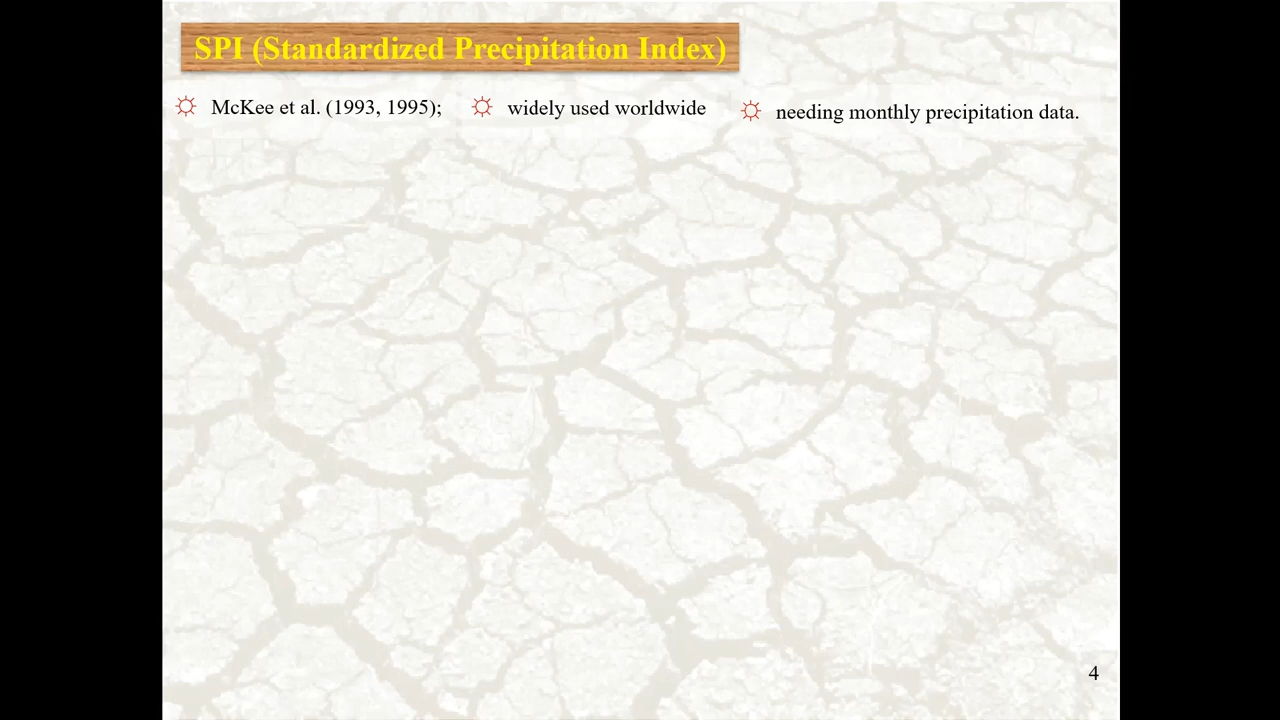 SPI (Standardized Precipitation Index)
McKee et al. (1993, 1995);
widely used worldwide
needing monthly precipitation data.
4